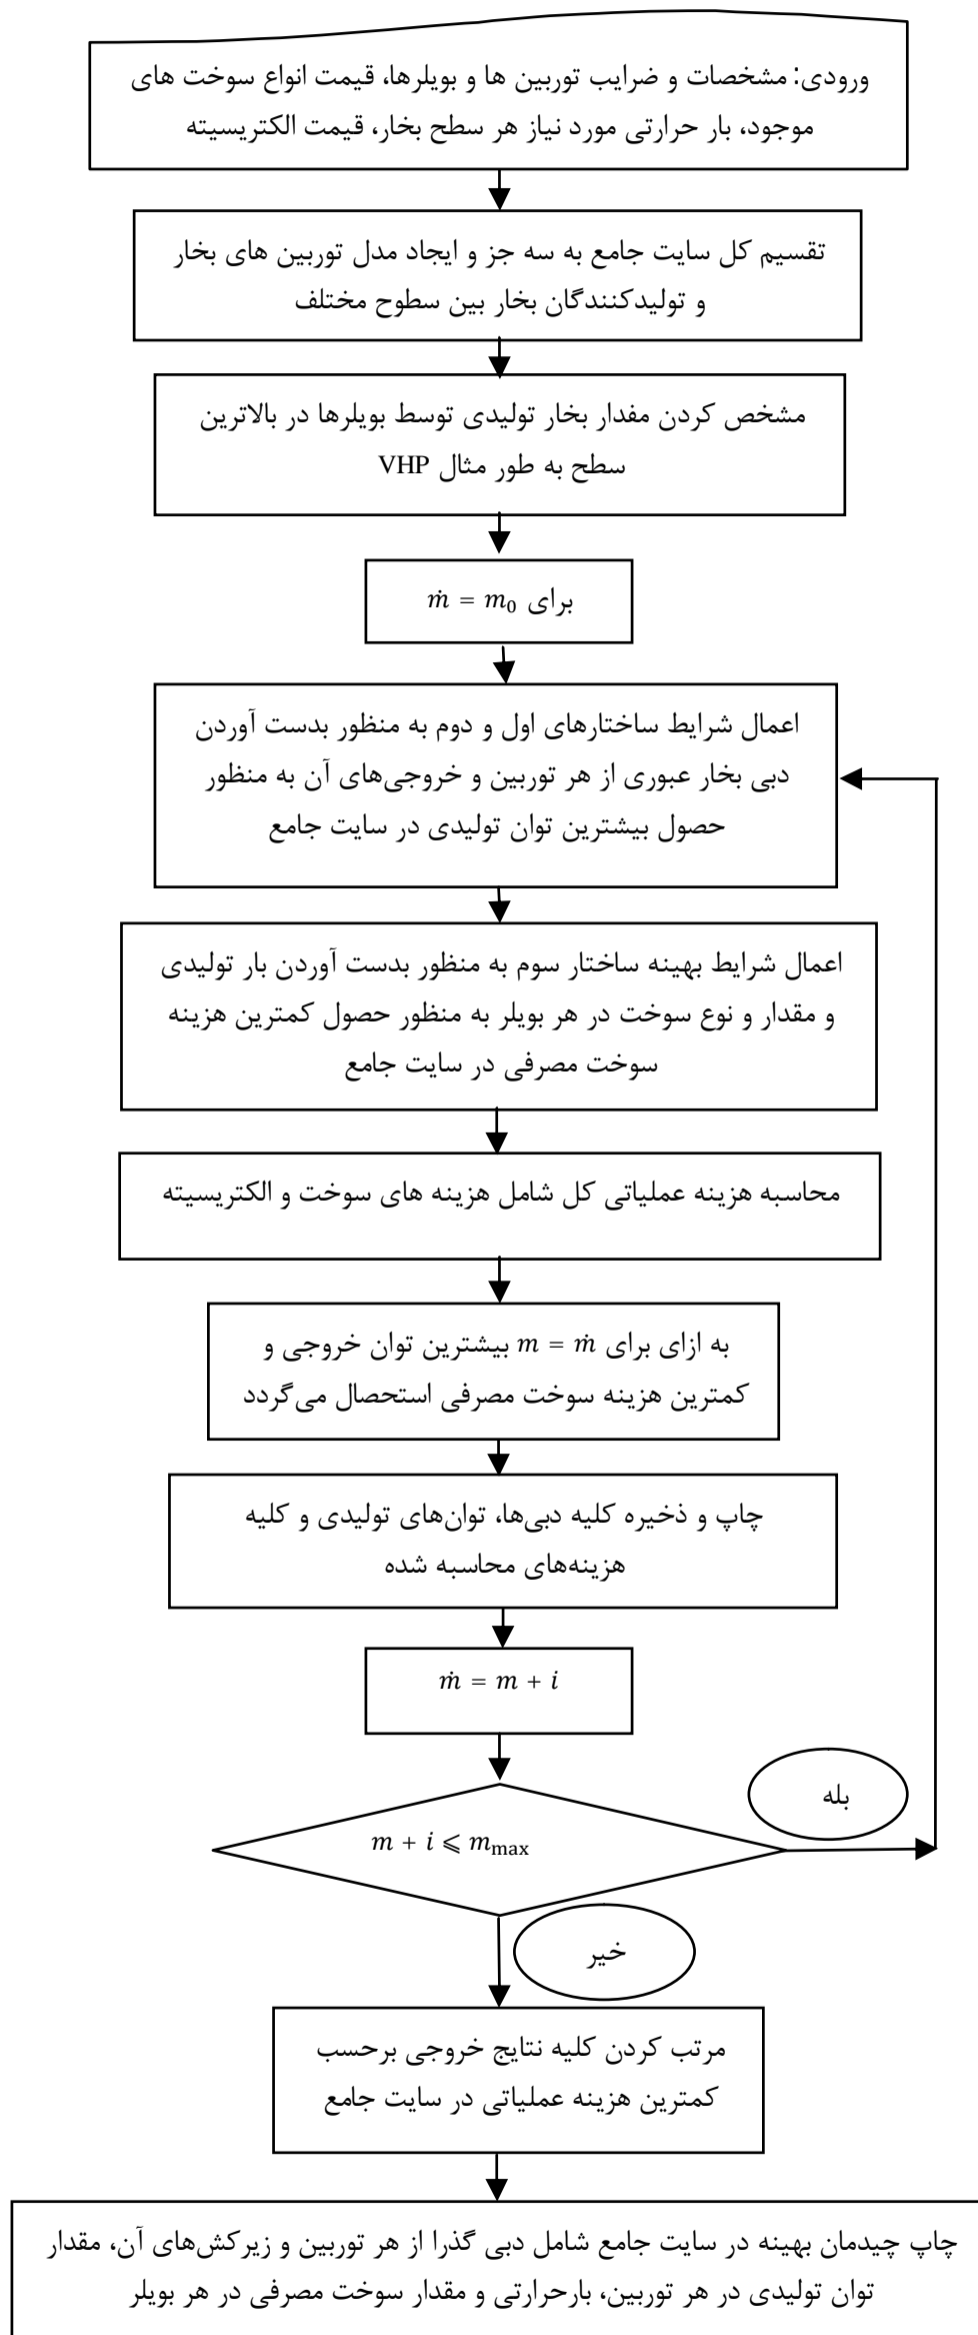 ورودی: مشخصات و ضرایب توربین ها و بویلرها، قیمت انواع سوخت های
موجود، بار حرارتی مورد نیاز هر سطح بخار، قیمت الکتریسیته
تقسیم کل سایت جامع به سه جز و ایجاد مدل توربین های بخار
و تولیدکنندگان بخار بین سطوح مختلف
مشخص کردن مفدار بخار تولیدی توسط بویلرها در بالاترین
سطح به طور مثال VHP
برای ṁ = m₀
اعمال شرایط ساختارهای اول و دوم به منظور بدست آوردن
دبی بخار عبوری از هر توربین و خروجی‌های آن به منظور
حصول بیشترین توان تولیدی در سایت جامع
اعمال شرایط بهینه ساختار سوم به منظور بدست آوردن بار تولیدی
و مقدار و نوع سوخت در هر بویلر به منظور حصول کمترین هزینه
سوخت مصرفی در سایت جامع
محاسبه هزینه عملیاتی کل شامل هزینه های سوخت و الکتریسیته
به ازای برای m = ṁ بیشترین توان خروجی و
کمترین هزینه سوخت مصرفی استحصال می‌گردد
چاپ و ذخیره کلیه دبی‌ها، توان‌های تولیدی و کلیه
هزینه‌های محاسبه شده
ṁ = m + i
بله
m + i ⩽ m_max
خیر
مرتب کردن کلیه نتایج خروجی برحسب
کمترین هزینه عملیاتی در سایت جامع
چاپ چیدمان بهینه در سایت جامع شامل دبی گذرا از هر توربین و زیرکش‌های آن، مقدار
توان تولیدی در هر توربین، بارحرارتی و مقدار سوخت مصرفی در هر بویلر